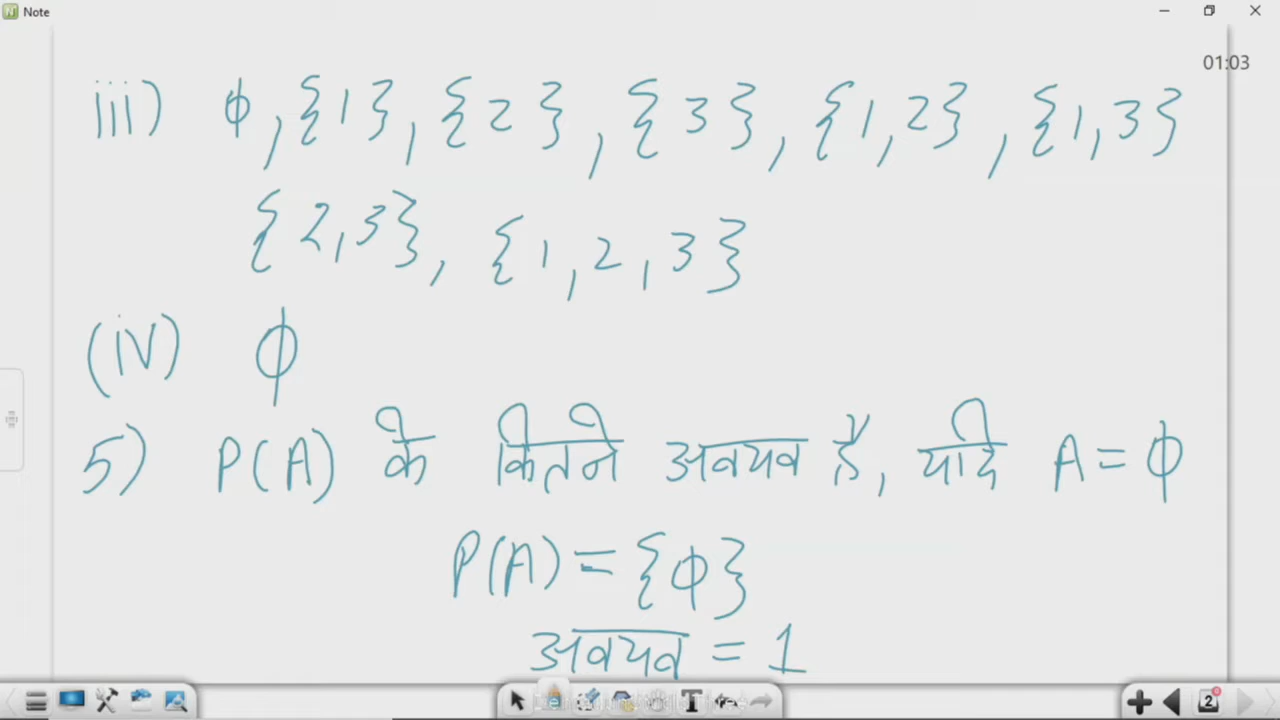 Note
01:03
iii) ϕ, {1}, {2}, {3}, {1,2}, {1,3}
{2,3}, {1,2,3}
(iv) ϕ
5) P(A) के कितने अवयव हैं, यदि A = ϕ
P(A) = {ϕ}
अवयव = 1
T
2